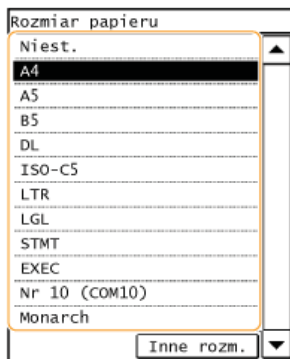 Rozmiar papieru
Niest.
A4
A5
B5
DL
ISO-C5
LTR
LGL
STMT
EXEC
Nr 10 (COM10)
Monarch
Inne rozm.